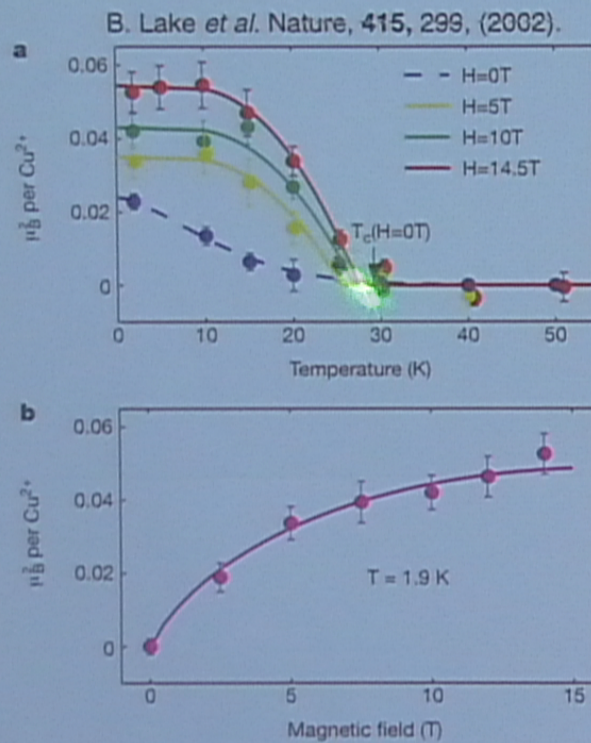 B. Lake et al. Nature, 415, 299, (2002).
a
0.06
0.04
0.02
0
μ²B per Cu²⁺
H=0T
H=5T
H=10T
H=14.5T
Tc(H=0T)
0 10 20 30 40 50
Temperature (K)
b
0.06
0.04
0.02
0
μ²B per Cu²⁺
T = 1.9 K
0 5 10 15
Magnetic field (T)